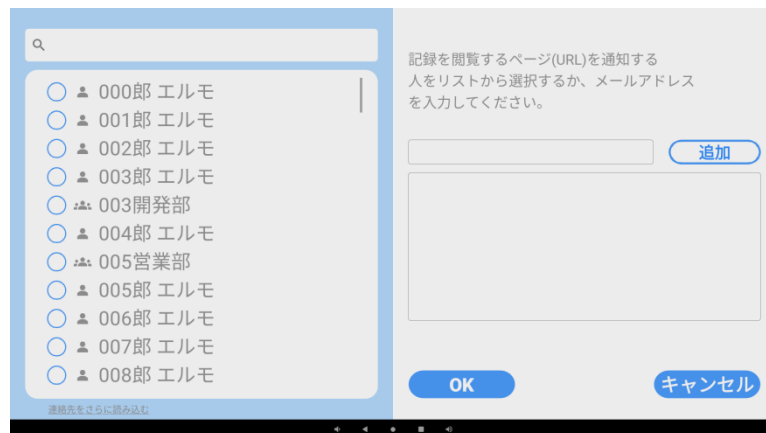 000郎 エルモ
001郎 エルモ
002郎 エルモ
003郎 エルモ
003開発部
004郎 エルモ
005営業部
005郎 エルモ
006郎 エルモ
007郎 エルモ
008郎 エルモ
連絡先をさらに読み込む
記録を閲覧するページ(URL)を通知する
人をリストから選択するか、メールアドレス
を入力してください。
追加
OK
キャンセル